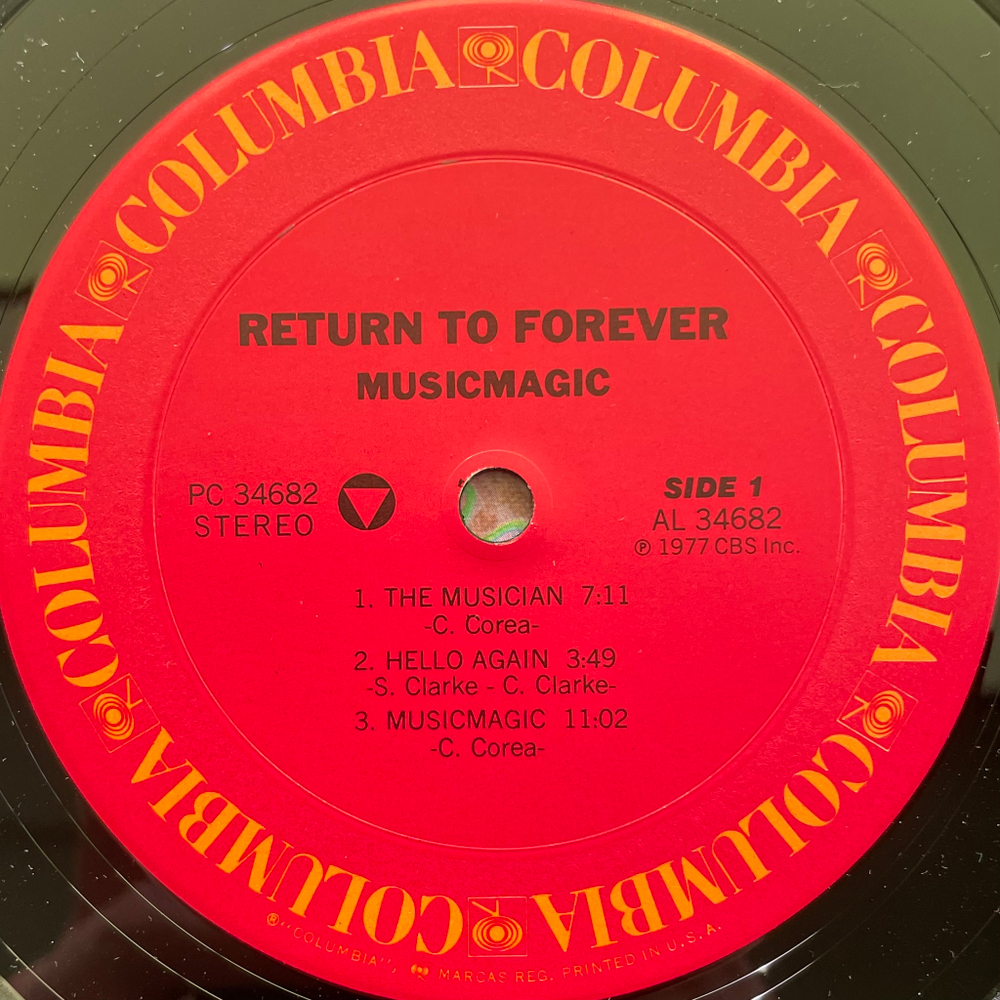 COLUMBIA COLUMBIA COLUMBIA COLUMBIA COLUMBIA COLUMBIA COLUMBIA COLUMBIA
RETURN TO FOREVER
MUSICMAGIC
PC 34682
STEREO
SIDE 1
AL 34682
℗ 1977 CBS Inc.
1. THE MUSICIAN 7:11
-C. Corea-
2. HELLO AGAIN 3:49
-S. Clarke - C. Clarke-
3. MUSICMAGIC 11:02
-C. Corea-
®"COLUMBIA", MARCAS REG. PRINTED IN U.S.A.